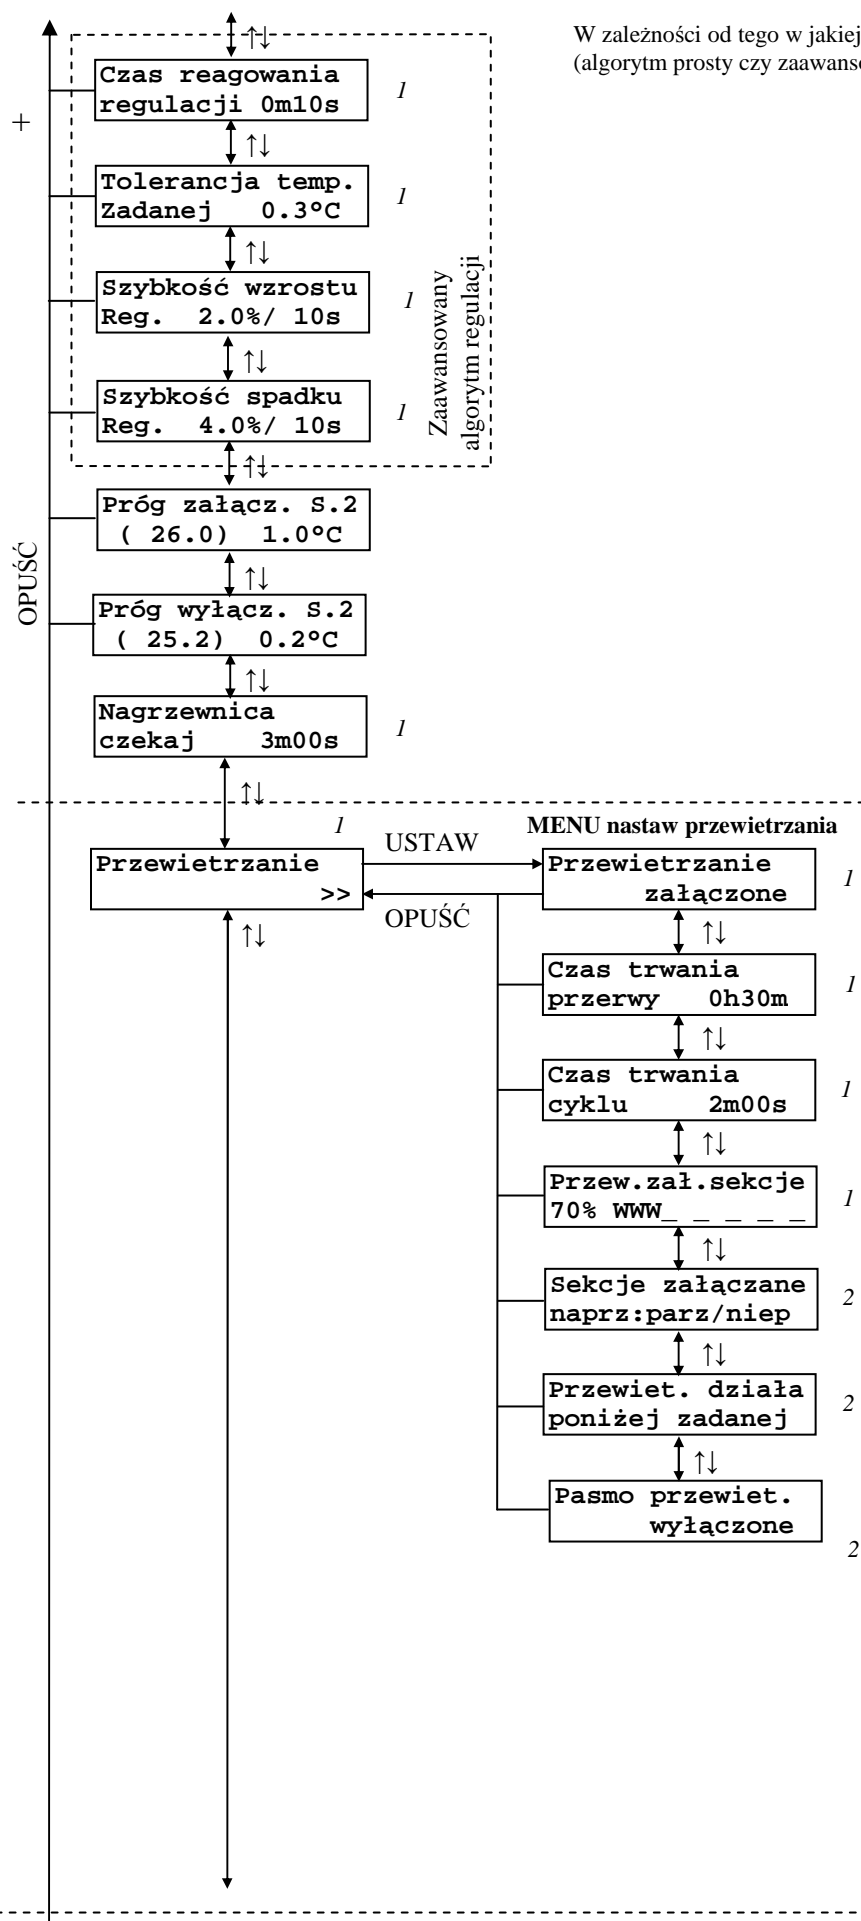 W zależności od tego w jakiej
(algorytm prosty czy
↑↓
Czas reagowania
regulacji 0m10s
1
+
↑↓
Tolerancja temp.
Zadanej 0.3°C
1
↑↓
Szybkość wzrostu
Reg. 2.0%/ 10s
1
↑↓
Szybkość spadku
Reg. 4.0%/ 10s
1
Zaawansowany
algorytm regulacji
↑↓
Próg załącz. S.2
( 26.0) 1.0°C
OPUŚĆ
↑↓
Próg wyłącz. S.2
( 25.2) 0.2°C
↑↓
Nagrzewnica
czekaj 3m00s
1
↑↓
1
Przewietrzanie
>>
USTAW
OPUŚĆ
↑↓
MENU nastaw przewietrzania
Przewietrzanie
załączone
1
↑↓
Czas trwania
przerwy 0h30m
1
↑↓
Czas trwania
cyklu 2m00s
1
↑↓
Przew.zał.sekcje
70% WWW_ _ _ _ _
1
↑↓
Sekcje załączane
naprz:parz/niep
2
↑↓
Przewiet. działa
poniżej zadanej
2
↑↓
Pasmo przewiet.
wyłączone
2